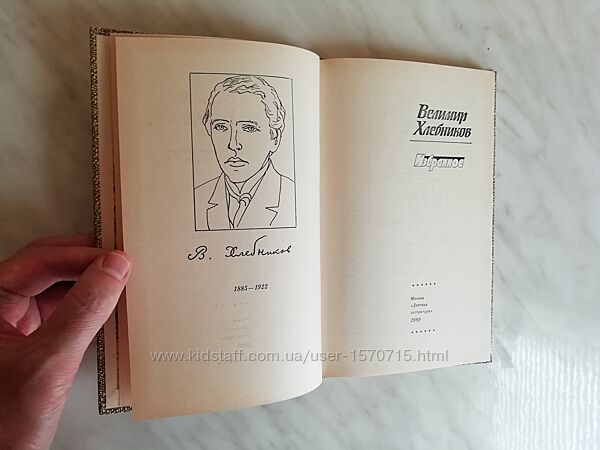 В. Хлебников
1885—1922
Велимир
Хлебников
Избранное
Москва
«Детская
литература»
1989
www.kidstaff.com.ua/user-1570715.html